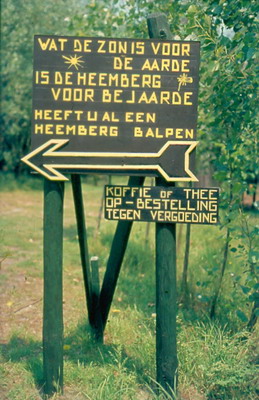 WAT DE ZON IS VOOR
DE AARDE
IS DE HEEMBERG
VOOR BEJAARDE
HEEFT U AL EEN
HEEMBERG BALPEN
KOFFIE OF THEE
OP-BESTELLING
TEGEN VERGOEDING